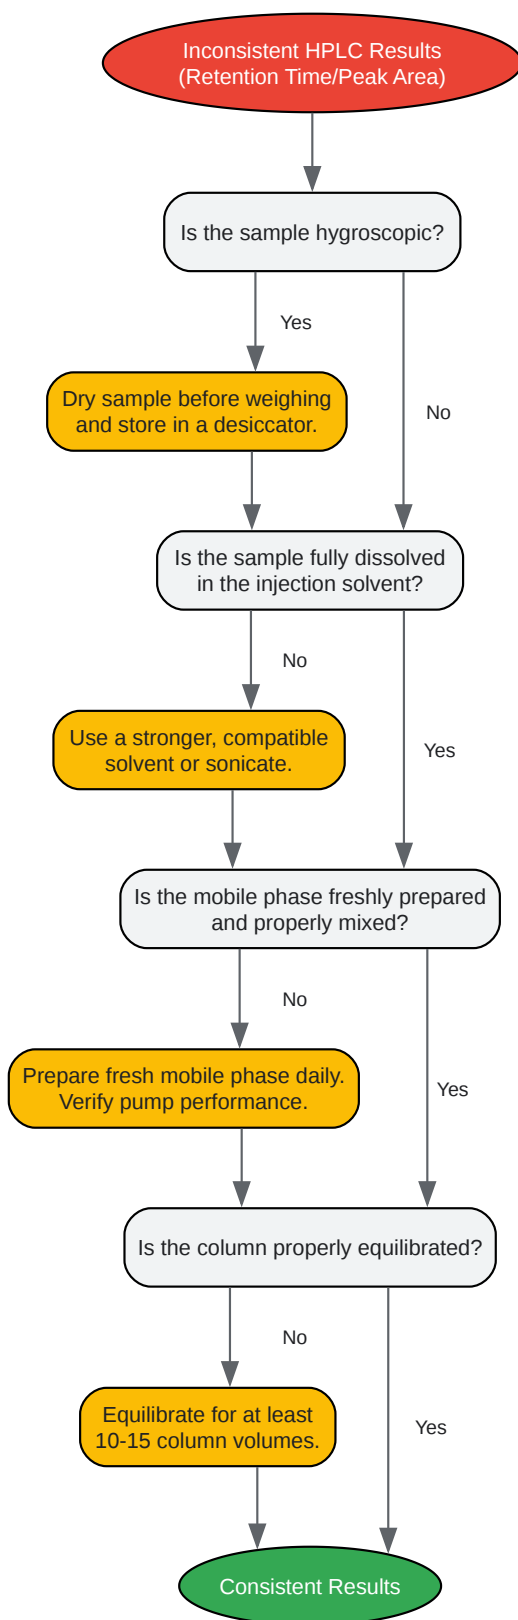 Inconsistent HPLC Results
(Retention Time/Peak Area)
Is the sample hygroscopic?
Yes
Dry sample before weighing
and store in a desiccator.
No
Is the sample fully dissolved
in the injection solvent?
No
Use a stronger, compatible
solvent or sonicate.
Yes
Is the mobile phase freshly prepared
and properly mixed?
No
Prepare fresh mobile phase daily.
Verify pump performance.
Yes
Is the column properly equilibrated?
No
Equilibrate for at least
10-15 column volumes.
Yes
Consistent Results